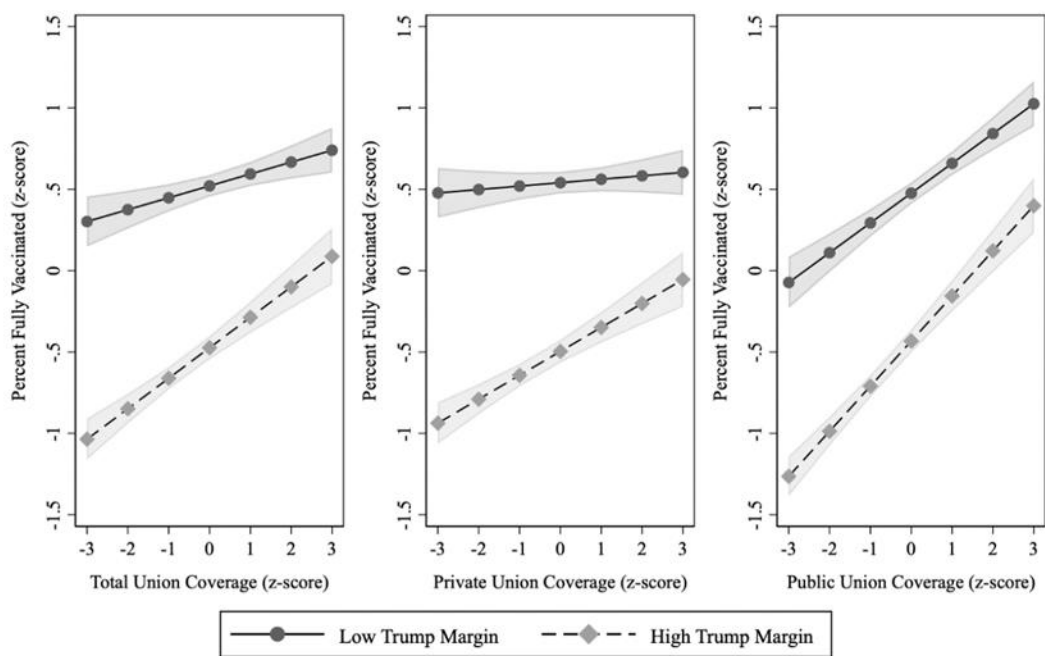 1.5
1
.5
0
-.5
-1
-1.5
Percent Fully Vaccinated (z-score)
-3 -2 -1 0 1 2 3
Total Union Coverage (z-score)
1.5
1
.5
0
-.5
-1
-1.5
Percent Fully Vaccinated (z-score)
-3 -2 -1 0 1 2 3
Private Union Coverage (z-score)
1.5
1
.5
0
-.5
-1
-1.5
Percent Fully Vaccinated (z-score)
-3 -2 -1 0 1 2 3
Public Union Coverage (z-score)
Low Trump Margin
High Trump Margin